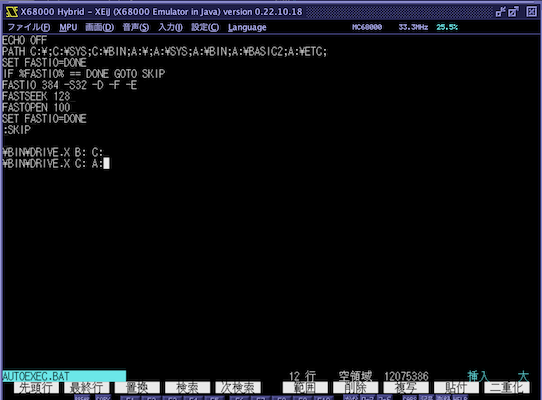 X68000 Hybrid - XEiJ (X68000 Emulator in Java) version 0.22.10.18
ファイル(F) MPU 画面(D) 音声(S) 入力(I) 設定(C) Language MC68000 33.3MHz 25.5%
ECHO OFF
PATH C:¥;C:¥SYS;C:¥BIN;A:¥;A:¥SYS;A:¥BIN;A:¥BASIC2;A:¥ETC;
SET FASTIO=DONE
IF %FASTIO% == DONE GOTO SKIP
FASTIO 384 -S32 -D -F -E
FASTSEEK 128
FASTOPEN 100
SET FASTIO=DONE
:SKIP
¥BIN¥DRIVE.X B: C:
¥BIN¥DRIVE.X C: A:
AUTOEXEC.BAT 12 行 空領域 12075386 挿入 大
先頭行 最終行 置換 検索 次検索 範囲 削除 複写 貼付 二重化